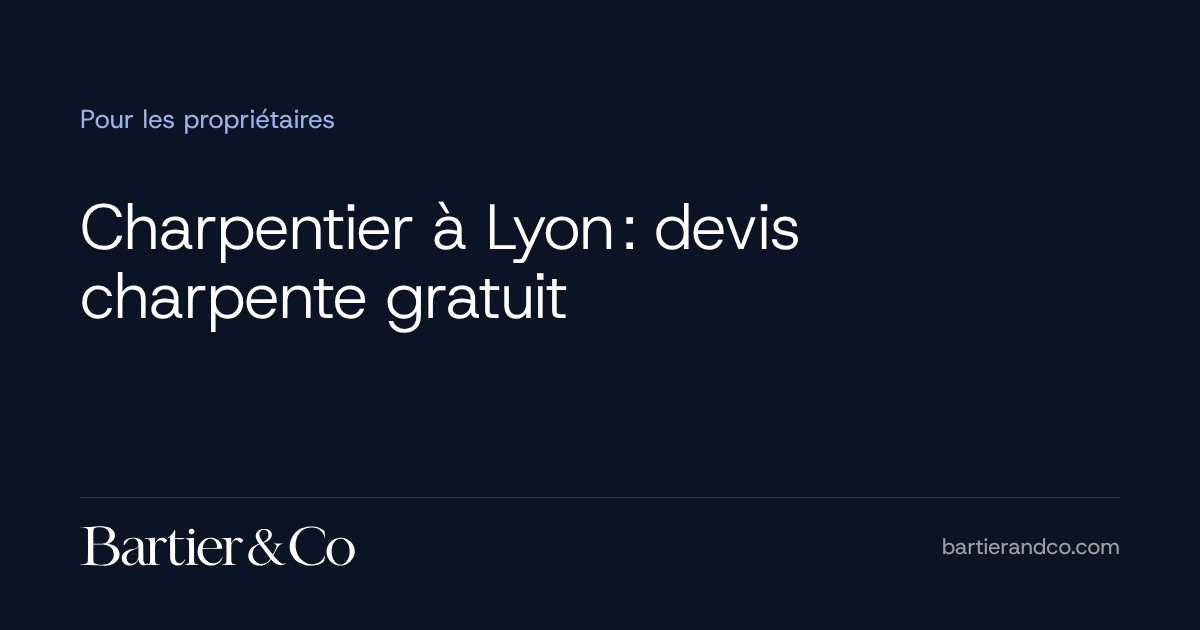 Pour les propriétaires
Charpentier à Lyon : devis
charpente gratuit
Bartier & Co
bartierandco.com